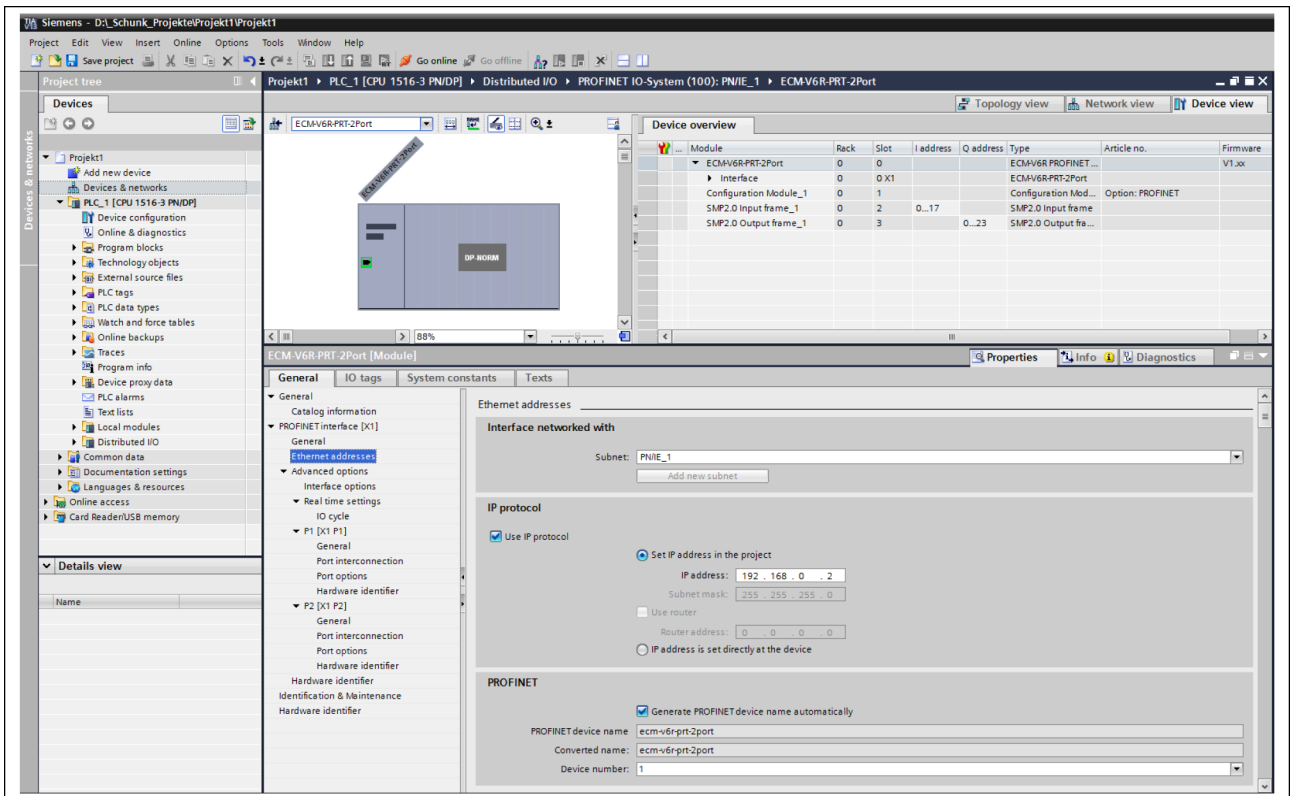 Siemens - D:\_Schunk_Projekte\Projekt1\Projekt1
Project Edit View Insert Online Options Tools Window Help
Save project Go online Go offline
Project tree
Projekt1 PLC_1 [CPU 1516-3 PN/DP] Distributed I/O PROFINET IO-System (100): PN/IE_1 ECM-V6R-PRT-2Port
Devices
Topology view Network view Device view
Devices & networks
ECM-V6R-PRT-2Port
Device overview
... Module Rack Slot I address Q address Type Article no. Firmware
ECM-V6R-PRT-2Port 0 0 ECM-V6R PROFINET ... V1.xx
Interface 0 0 X1 ECM-V6R-PRT-2Port
Configuration Module_1 0 1 Configuration Mod... Option: PROFINET
SMP2.0 Input frame_1 0 2 0...17 SMP2.0 Input frame
SMP2.0 Output frame_1 0 3 0...23 SMP2.0 Output fra...
ECM-V6R-PRT-2Port
DP-NORM
88%
Projekt1
Add new device
Devices & networks
PLC_1 [CPU 1516-3 PN/DP]
Device configuration
Online & diagnostics
Program blocks
Technology objects
External source files
PLC tags
PLC data types
Watch and force tables
Online backups
Traces
Program info
Device proxy data
PLC alarms
Text lists
Local modules
Distributed I/O
Common data
Documentation settings
Languages & resources
Online access
Card Reader/USB memory
Details view
Name
ECM-V6R-PRT-2Port [Module]
Properties Info Diagnostics
General IO tags System constants Texts
General
Catalog information
PROFINET interface [X1]
General
Ethernet addresses
Advanced options
Interface options
Real time settings
IO cycle
P1 [X1 P1]
General
Port interconnection
Port options
Hardware identifier
P2 [X1 P2]
General
Port interconnection
Port options
Hardware identifier
Hardware identifier
Identification & Maintenance
Hardware identifier
Ethernet addresses
Interface networked with
Subnet: PN/IE_1
Add new subnet
IP protocol
Use IP protocol
Set IP address in the project
IP address: 192 . 168 . 0 . 2
Subnet mask: 255 . 255 . 255 . 0
Use router
Router address: 0 . 0 . 0 . 0
IP address is set directly at the device
PROFINET
Generate PROFINET device name automatically
PROFINET device name ecm-v6r-prt-2port
Converted name: ecm-v6r-prt-2port
Device number: 1